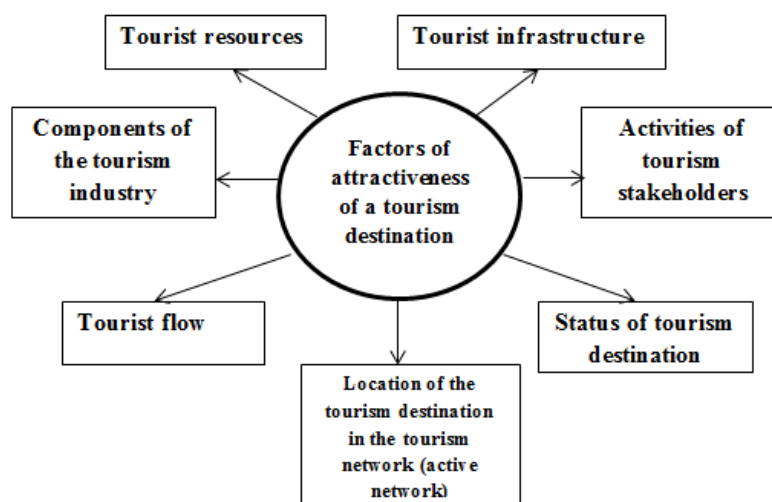 Tourist resources
Tourist infrastructure
Components of
the tourism
industry
Factors of
attractiveness
of a tourism
destination
Activities of
tourism
stakeholders
Tourist flow
Status of tourism
destination
Location of the
tourism destination
in the tourism
network (active
network)